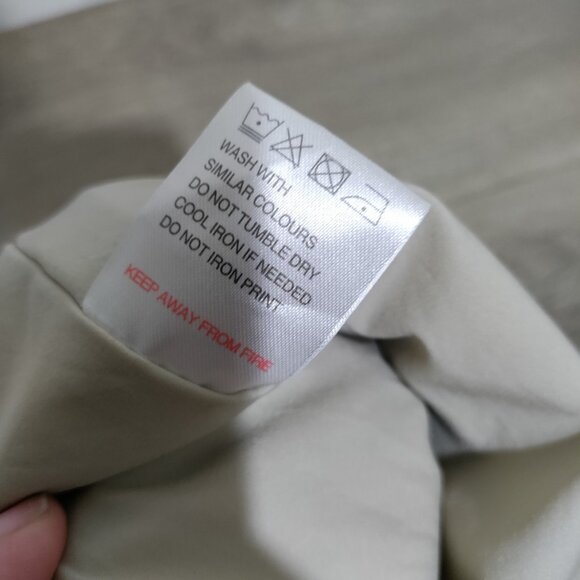 WASH WITH
SIMILAR COLOURS
DO NOT TUMBLE DRY
COOL IRON IF NEEDED
DO NOT IRON PRINT
KEEP AWAY FROM FIRE